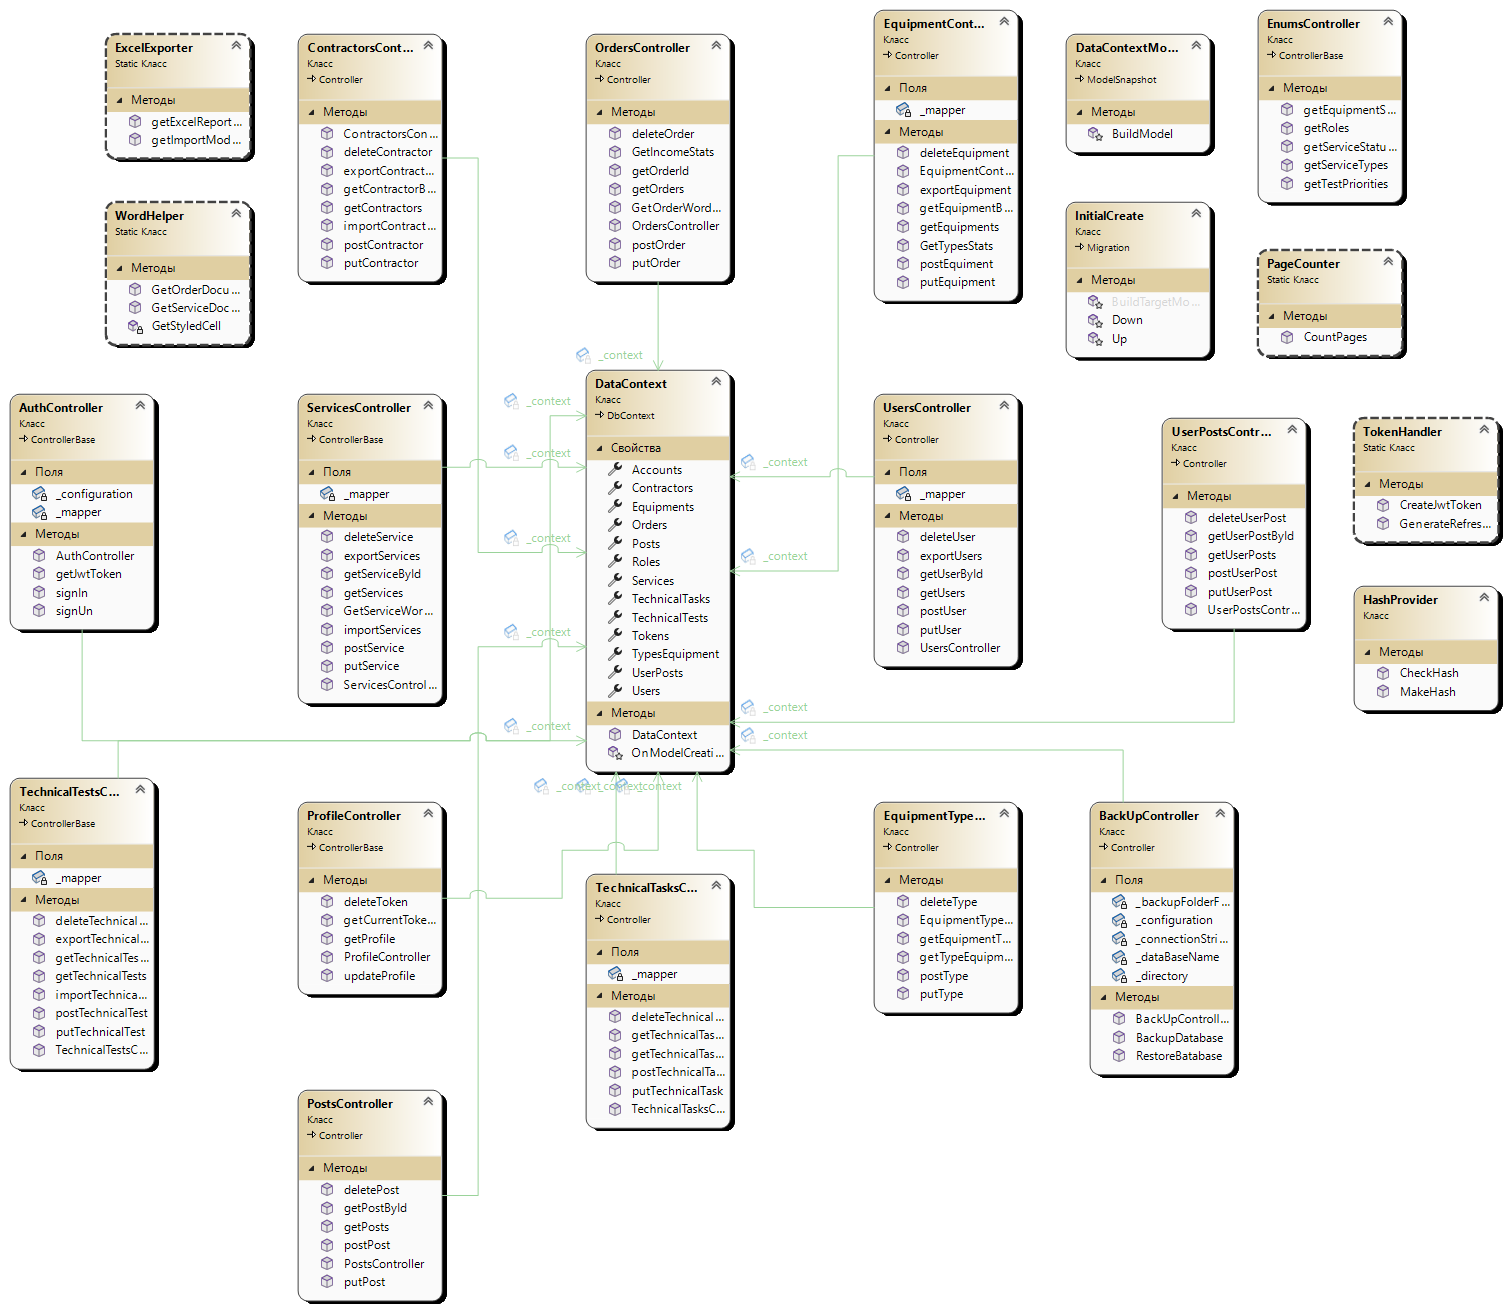 ExcelExporter
Static Класс
Методы
getExcelReport...
getImportMod...
ContractorsCont...
Класс
Controller
Методы
ContractorsCon...
deleteContractor
exportContract...
getContractorB...
getContractors
importContract...
postContractor
putContractor
OrdersController
Класс
Controller
Методы
deleteOrder
GetIncomeStats
getOrderId
getOrders
GetOrderWord...
OrdersController
postOrder
putOrder
EquipmentCont...
Класс
Controller
Поля
_mapper
Методы
deleteEquipment
EquipmentCont...
exportEquipment
getEquipmentB...
getEquipments
GetTypesStats
postEquiment
putEquipment
DataContextMo...
Класс
ModelSnapshot
Методы
BuildModel
EnumsController
Класс
ControllerBase
Методы
getEquipmentS...
getRoles
getServiceStatu...
getServiceTypes
getTestPriorities
WordHelper
Static Класс
Методы
GetOrderDocu...
GetServiceDoc...
GetStyledCell
InitialCreate
Класс
Migration
Методы
BuildTargetMo...
Down
Up
PageCounter
Static Класс
Методы
CountPages
_context
_context
_context
_context
_context
_context
_context
_context
_context
_context
_context_context_context
AuthController
Класс
ControllerBase
Поля
_configuration
_mapper
Методы
AuthController
getJwtToken
signIn
signUn
ServicesController
Класс
ControllerBase
Поля
_mapper
Методы
deleteService
exportServices
getServiceById
getServices
GetServiceWor...
importServices
postService
putService
ServicesControl...
DataContext
Класс
DbContext
Свойства
Accounts
Contractors
Equipments
Orders
Posts
Roles
Services
TechnicalTasks
TechnicalTests
Tokens
TypesEquipment
UserPosts
Users
Методы
DataContext
OnModelCreati...
UsersController
Класс
Controller
Поля
_mapper
Методы
deleteUser
exportUsers
getUserById
getUsers
postUser
putUser
UsersController
UserPostsContr...
Класс
Controller
Методы
deleteUserPost
getUserPostById
getUserPosts
postUserPost
putUserPost
UserPostsContr...
TokenHandler
Static Класс
Методы
CreateJwtToken
GenerateRefres...
HashProvider
Класс
Методы
CheckHash
MakeHash
TechnicalTestsC...
Класс
ControllerBase
Поля
_mapper
Методы
deleteTechnical...
exportTechnical...
getTechnicalTes...
getTechnicalTests
importTechnica...
postTechnicalTest
putTechnicalTest
TechnicalTestsC...
ProfileController
Класс
ControllerBase
Методы
deleteToken
getCurrentToke...
getProfile
ProfileController
updateProfile
TechnicalTasksC...
Класс
Controller
Поля
_mapper
Методы
deleteTechnical...
getTechnicalTas...
getTechnicalTas...
postTechnicalTa...
putTechnicalTask
TechnicalTasksC...
EquipmentType...
Класс
Controller
Методы
deleteType
EquipmentType...
getEquipmentT...
getTypeEquipm...
postType
putType
BackUpController
Класс
Controller
Поля
_backupFolderF...
_configuration
_connectionStri...
_dataBaseName
_directory
Методы
BackUpControll...
BackupDatabase
RestoreBatabase
PostsController
Класс
Controller
Методы
deletePost
getPostById
getPosts
postPost
PostsController
putPost